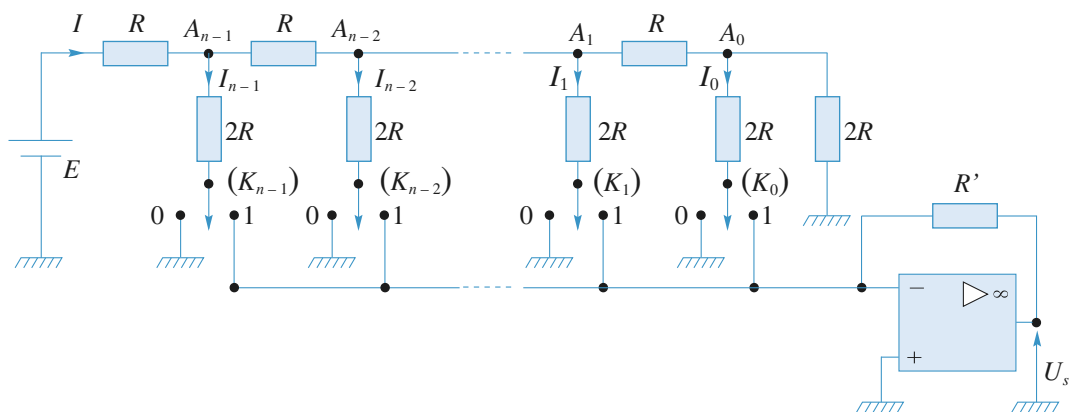 I R A_{n-1} R A_{n-2} A_1 R A_0
I_{n-1} I_{n-2} I_1 I_0
2R 2R 2R 2R 2R
E (K_{n-1}) (K_{n-2}) (K_1) (K_0) R’
0 1 0 1 0 1 0 1
− ∞
+ U_s